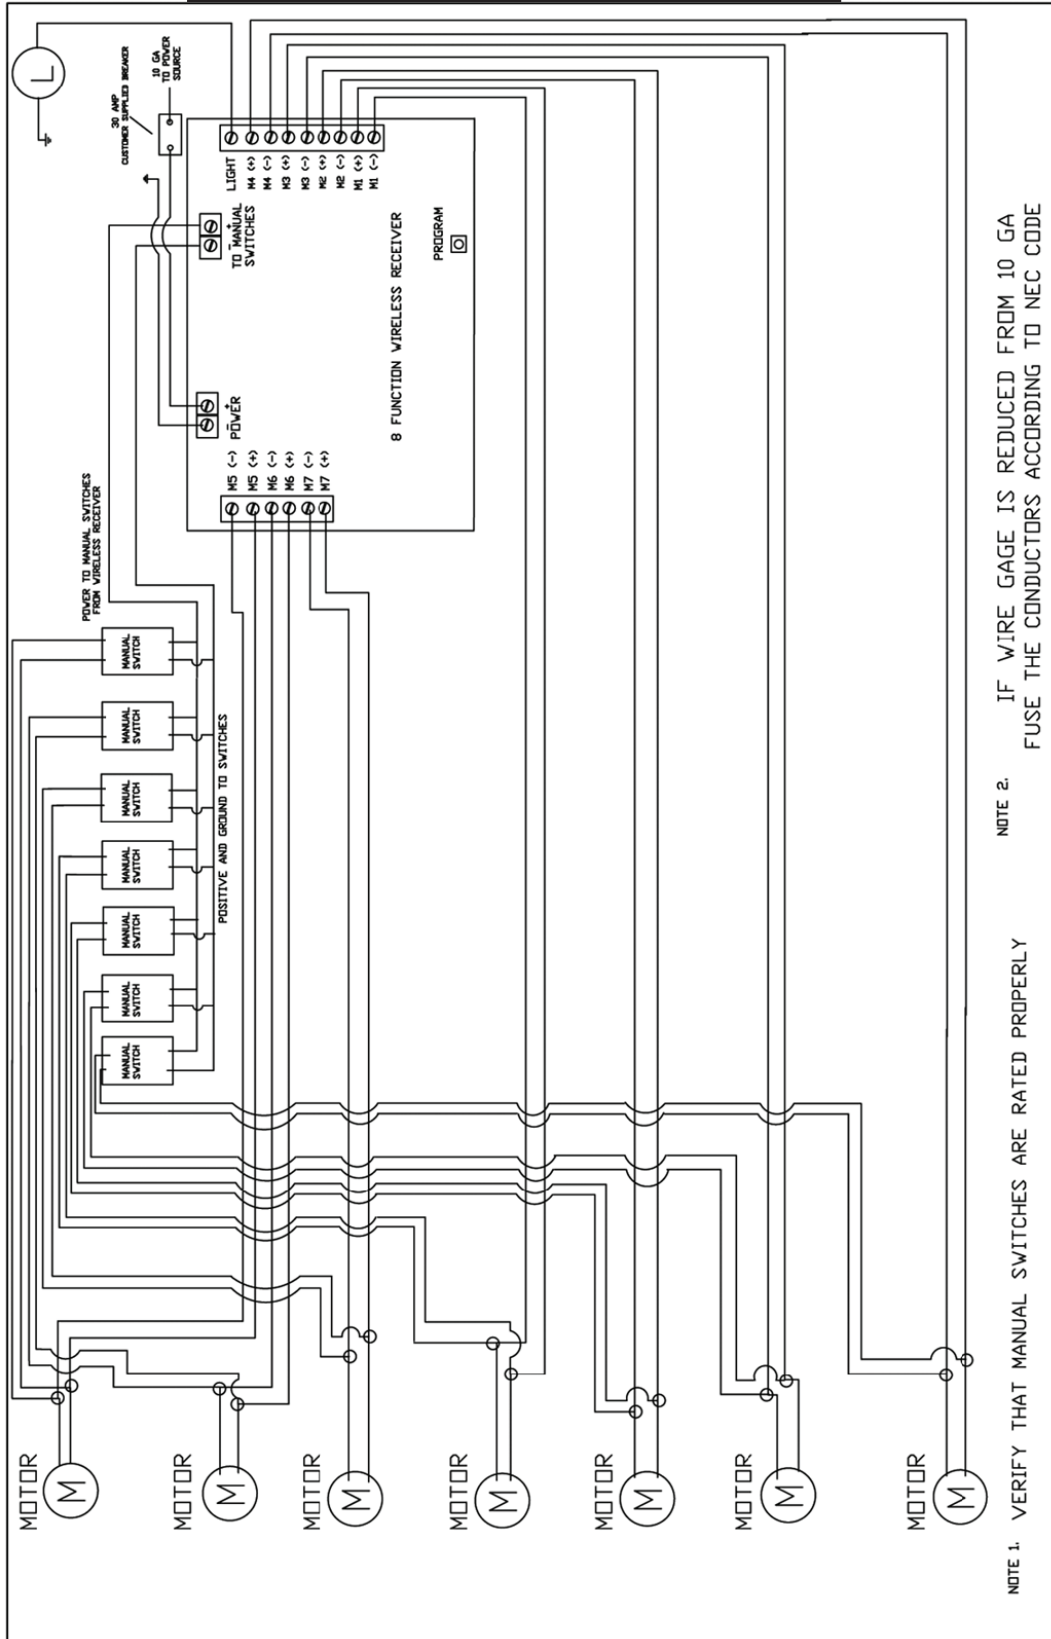 L
30 AMP
CUSTOMER SUPPLIED BREAKER
10 GA
TO POWER
SOURCE
LIGHT
M4 (+)
M4 (-)
M3 (+)
M3 (-)
M2 (+)
M2 (-)
M1 (+)
M1 (-)
- +
TO MANUAL
SWITCHES
PROGRAM
8 FUNCTION WIRELESS RECEIVER
- +
POWER
M5 (-)
M5 (+)
M6 (-)
M6 (+)
M7 (-)
M7 (+)
POWER TO MANUAL SWITCHES
FROM WIRELESS RECEIVER
MANUAL
SWITCH
MANUAL
SWITCH
MANUAL
SWITCH
MANUAL
SWITCH
MANUAL
SWITCH
MANUAL
SWITCH
MANUAL
SWITCH
POSITIVE AND GROUND TO SWITCHES
MOTOR
M
MOTOR
M
MOTOR
M
MOTOR
M
MOTOR
M
MOTOR
M
MOTOR
M
NOTE 1. VERIFY THAT MANUAL SWITCHES ARE RATED PROPERLY
NOTE 2. IF WIRE GAGE IS REDUCED FROM 10 GA
FUSE THE CONDUCTORS ACCORDING TO NEC CODE